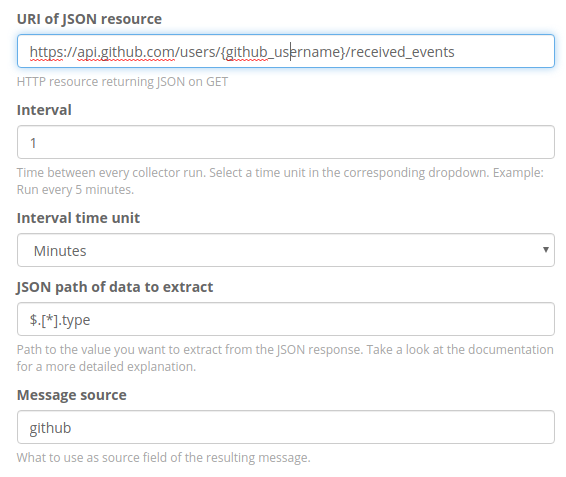 URI of JSON resource
https://api.github.com/users/{github_username}/received_events
HTTP resource returning JSON on GET
Interval
1
Time between every collector run. Select a time unit in the corresponding dropdown. Example:
Run every 5 minutes.
Interval time unit
Minutes
JSON path of data to extract
$.[*].type
Path to the value you want to extract from the JSON response. Take a look at the documentation
for a more detailed explanation.
Message source
github
What to use as source field of the resulting message.